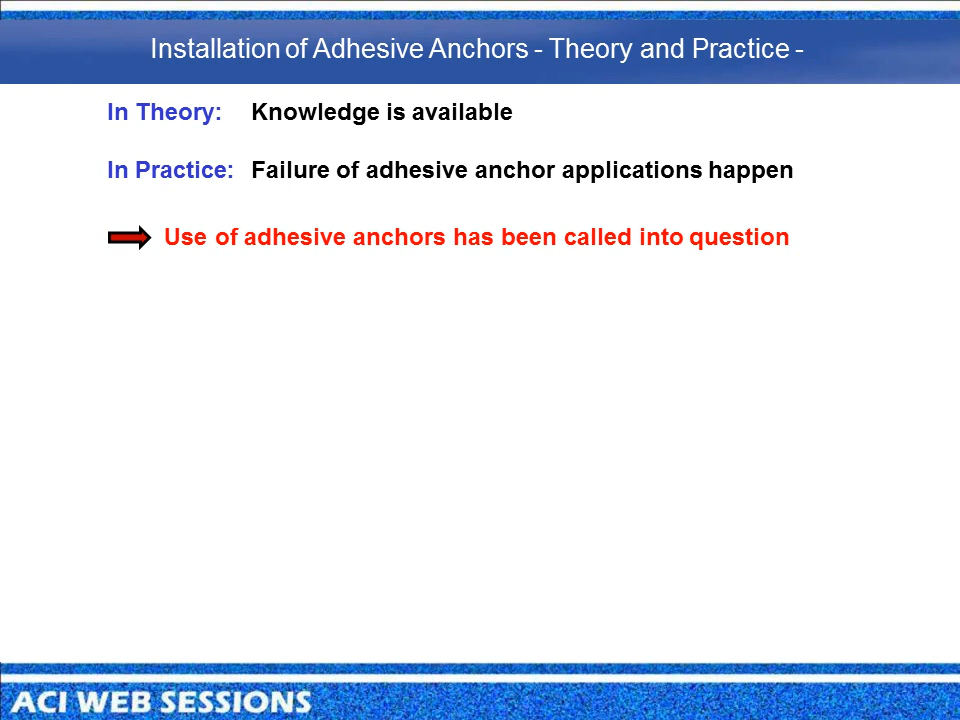 Installation of Adhesive Anchors - Theory and Practice -
In Theory: Knowledge is available
In Practice: Failure of adhesive anchor applications happen
Use of adhesive anchors has been called into question
ACI WEB SESSIONS